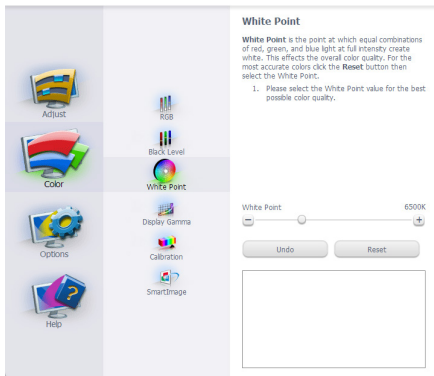 Adjust
Color
Options
Help
RGB
Black Level
White Point
Display Gamma
Calibration
SmartImage
White Point
White Point is the point at which equal combinations
of red, green, and blue light at full intensity create
white. This effects the overall color quality. For the
most accurate colors click the Reset button then
select the White Point.
1. Please select the White Point value for the best
possible color quality.
White Point 6500K
Undo Reset